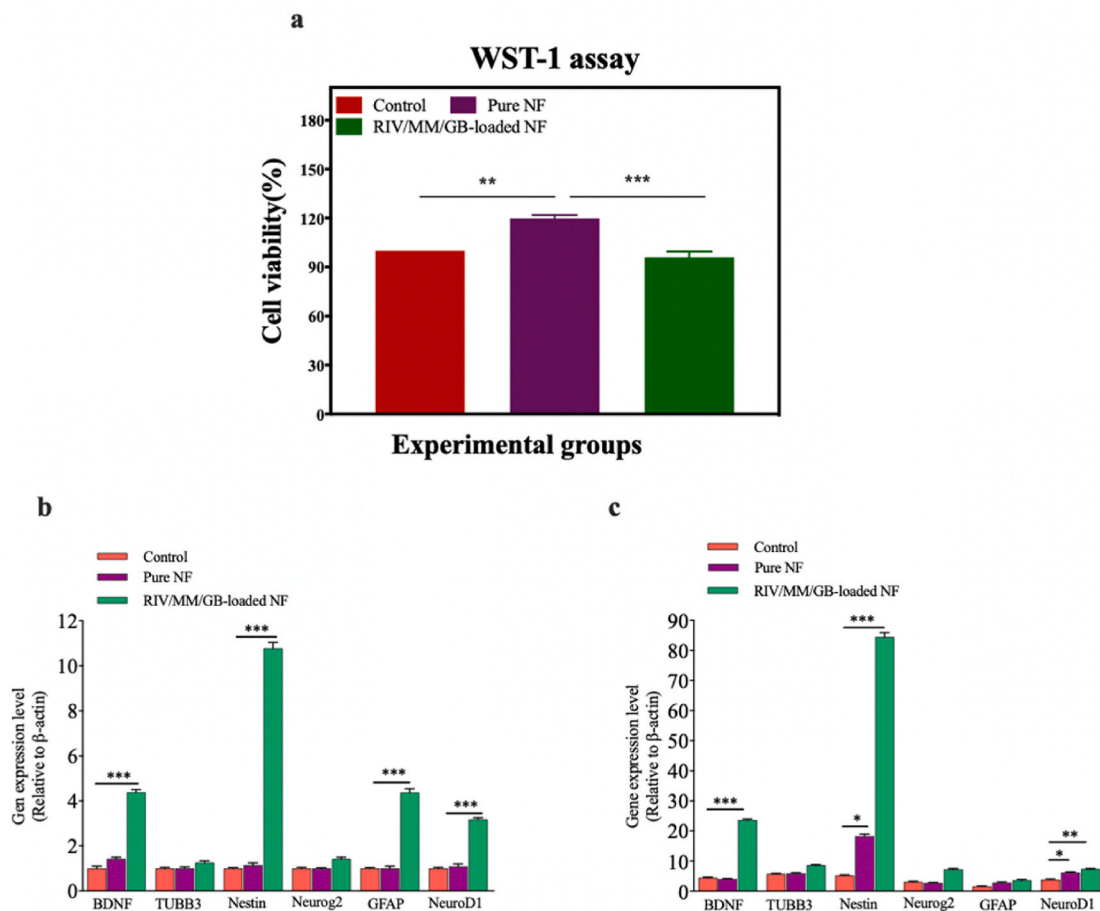 a
WST-1 assay
Control
Pure NF
RIV/MM/GB-loaded NF
Cell viability(%)
180
150
120
90
60
30
0
**
***
Experimental groups
b
Control
Pure NF
RIV/MM/GB-loaded NF
Gen expression level
(Relative to β-actin)
12
10
8
6
4
2
0
***
***
***
***
BDNF
TUBB3
Nestin
Neurog2
GFAP
NeuroD1
c
Control
Pure NF
RIV/MM/GB-loaded NF
Gene expression level
(Relative to β-actin)
90
80
70
60
50
40
30
20
10
0
***
***
*
**
*
BDNF
TUBB3
Nestin
Neurog2
GFAP
NeuroD1